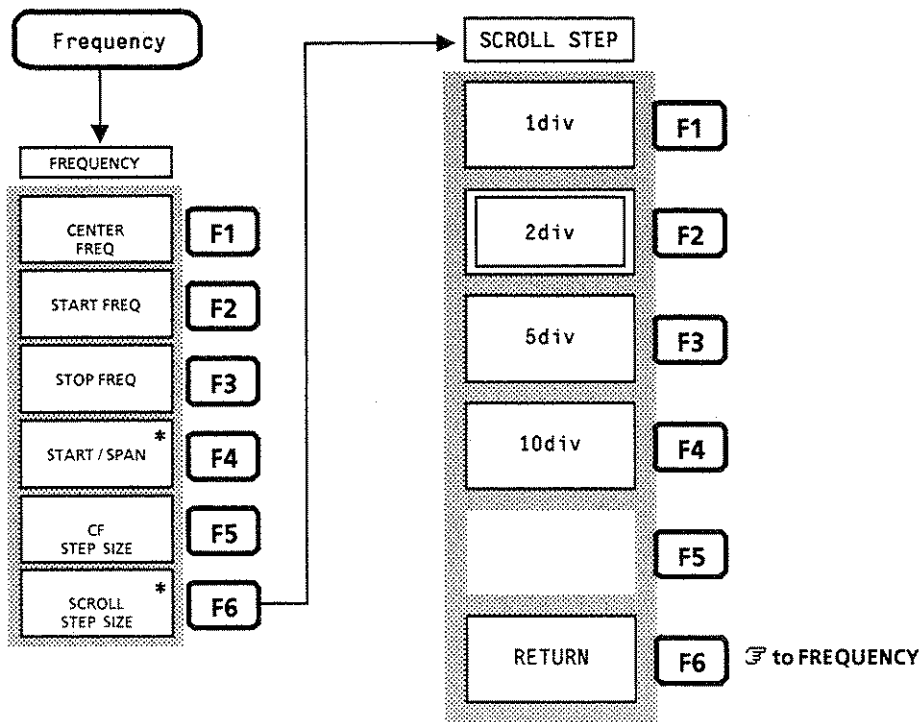 Frequency
FREQUENCY
CENTER
FREQ
F1
START FREQ
F2
STOP FREQ
F3
START / SPAN *
F4
CF
STEP SIZE
F5
SCROLL *
STEP SIZE
F6
SCROLL STEP
1div
F1
2div
F2
5div
F3
10div
F4
F5
RETURN
F6
☞ to FREQUENCY